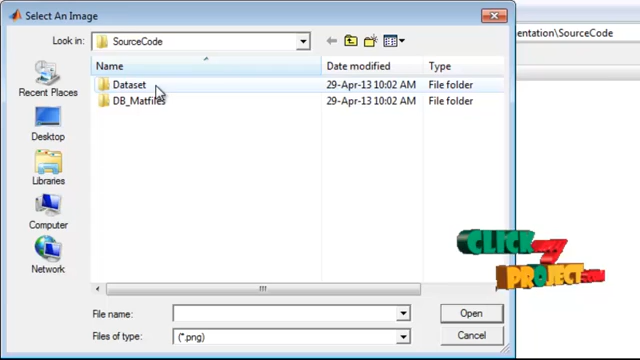 Select An Image
Look in:
SourceCode
entation\SourceCode
Name
Date modified
Type
Dataset
29-Apr-13 10:02 AM
File folder
DB_Matfiles
29-Apr-13 10:02 AM
File folder
Recent Places
Desktop
Libraries
Computer
Network
CLICK
PROJECT.com
File name:
Open
Files of type:
(*.png)
Cancel